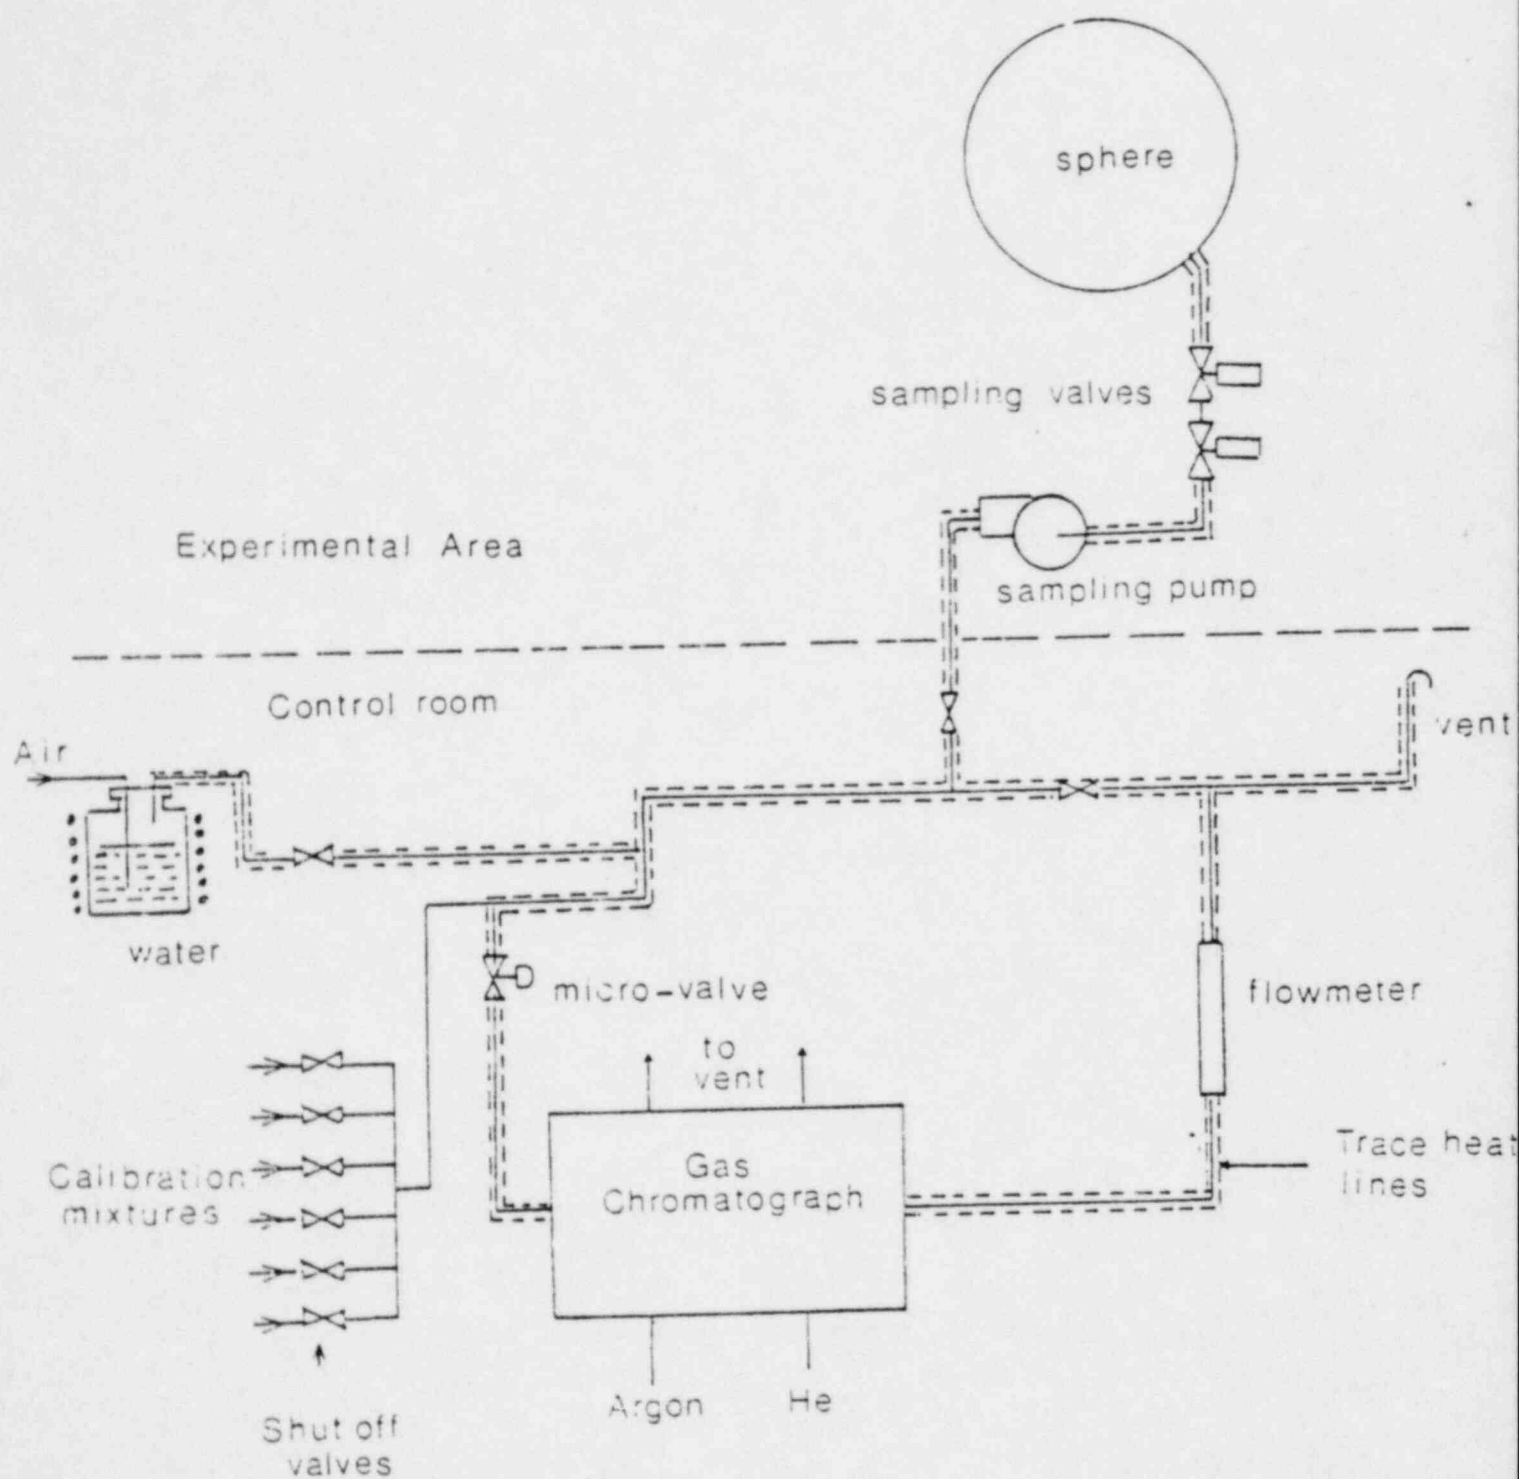 sphere
sampling valves
Experimental Area
sampling pump
Control room
Air
vent
water
micro-valve
flowmeter
to
vent
Calibration
mixtures
Gas
Chromatograph
Trace heat
lines
Argon
He
Shut off
valves